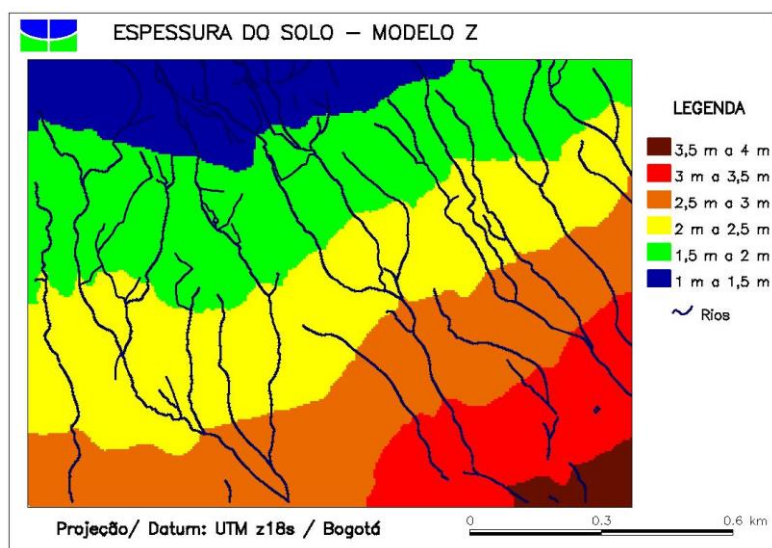 ESPESSURA DO SOLO – MODELO Z
LEGENDA
3,5 m a 4 m
3 m a 3,5 m
2,5 m a 3 m
2 m a 2,5 m
1,5 m a 2 m
1 m a 1,5 m
Rios
Projeção/ Datum: UTM z18s / Bogotá
0 0.3 0.6 km